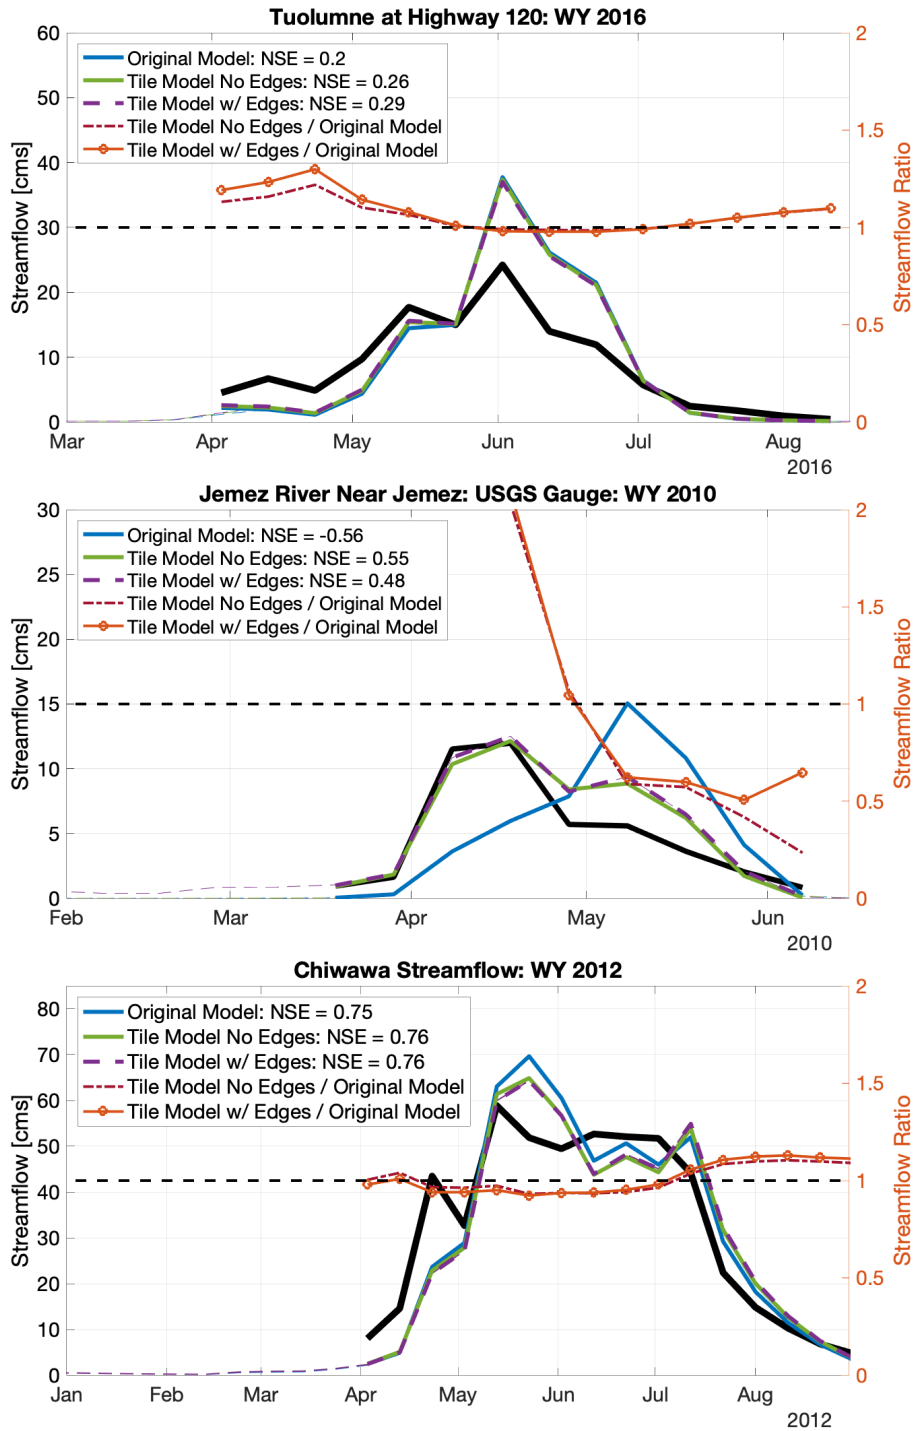 Tuolumne at Highway 120: WY 2016
Original Model: NSE = 0.2
Tile Model No Edges: NSE = 0.26
Tile Model w/ Edges: NSE = 0.29
Tile Model No Edges / Original Model
Tile Model w/ Edges / Original Model
Streamflow [cms]
60
50
40
30
20
10
0
Streamflow Ratio
2
1.5
1
0.5
0
Mar Apr May Jun Jul Aug
2016
Jemez River Near Jemez: USGS Gauge: WY 2010
Original Model: NSE = -0.56
Tile Model No Edges: NSE = 0.55
Tile Model w/ Edges: NSE = 0.48
Tile Model No Edges / Original Model
Tile Model w/ Edges / Original Model
Streamflow [cms]
30
25
20
15
10
5
0
Streamflow Ratio
2
1.5
1
0.5
0
Feb Mar Apr May Jun
2010
Chiwawa Streamflow: WY 2012
Original Model: NSE = 0.75
Tile Model No Edges: NSE = 0.76
Tile Model w/ Edges: NSE = 0.76
Tile Model No Edges / Original Model
Tile Model w/ Edges / Original Model
Streamflow [cms]
80
70
60
50
40
30
20
10
0
Streamflow Ratio
2
1.5
1
0.5
0
Jan Feb Mar Apr May Jun Jul Aug
2012